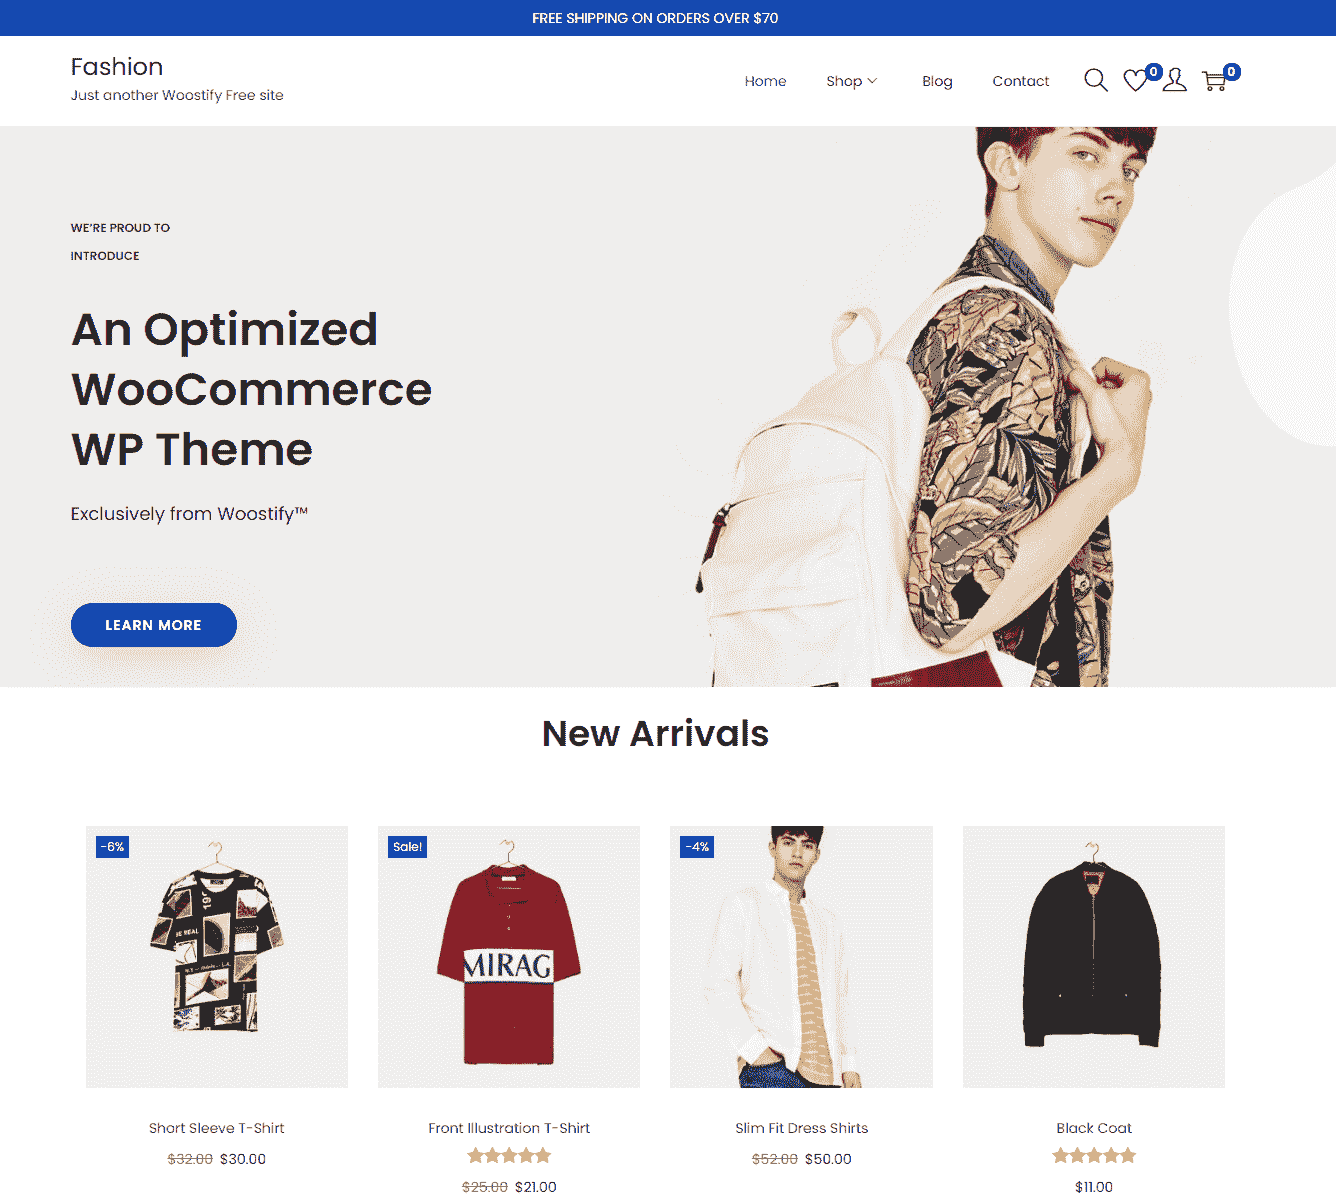 FREE SHIPPING ON ORDERS OVER $70
Fashion
Just another Woostify Free site
Home Shop Blog Contact 0 0
WE'RE PROUD TO
INTRODUCE
An Optimized
WooCommerce
WP Theme
Exclusively from Woostify™
LEARN MORE
New Arrivals
-6% Sale! -4%
MIRAG
Short Sleeve T-Shirt
$32.00 $30.00
Front Illustration T-Shirt
$25.00 $21.00
Slim Fit Dress Shirts
$52.00 $50.00
Black Coat
$11.00